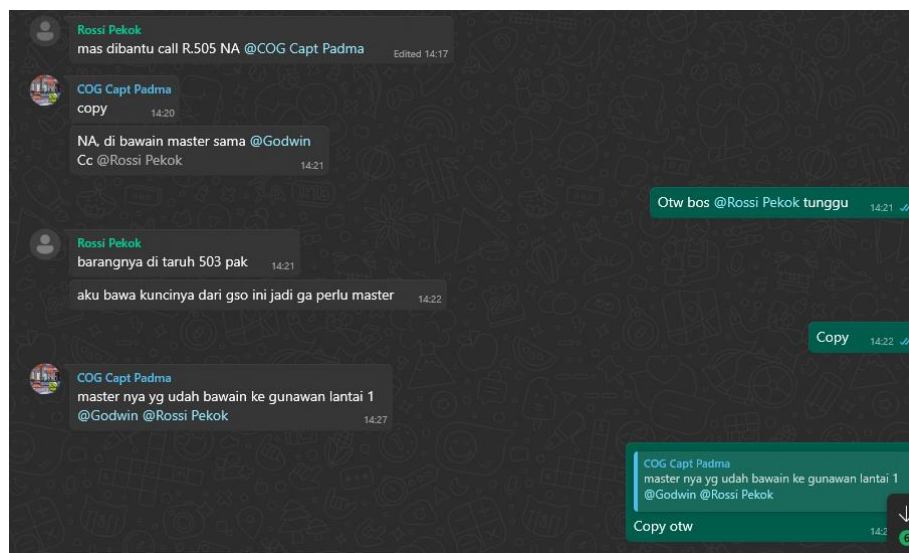 Rossi Pekok
mas dibantu call R.505 NA @COG Capt Padma
Edited 14:17
COG Capt Padma
copy
14:20
NA, di bawain master sama @Godwin
Cc @Rossi Pekok
14:21
Otw bos @Rossi Pekok tunggu
14:21
Rossi Pekok
barangnya di taruh 503 pak
14:21
aku bawa kuncinya dari gso ini jadi ga perlu master
14:22
Copy
14:22
COG Capt Padma
master nya yg udah bawain ke gunawan lantai 1
@Godwin @Rossi Pekok
14:27
COG Capt Padma
master nya yg udah bawain ke gunawan lantai 1
@Godwin @Rossi Pekok
Copy otw